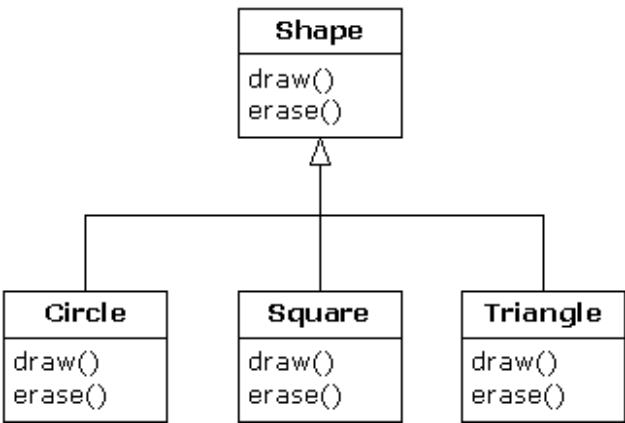 Shape
draw()
erase()
Circle
draw()
erase()
Square
draw()
erase()
Triangle
draw()
erase()